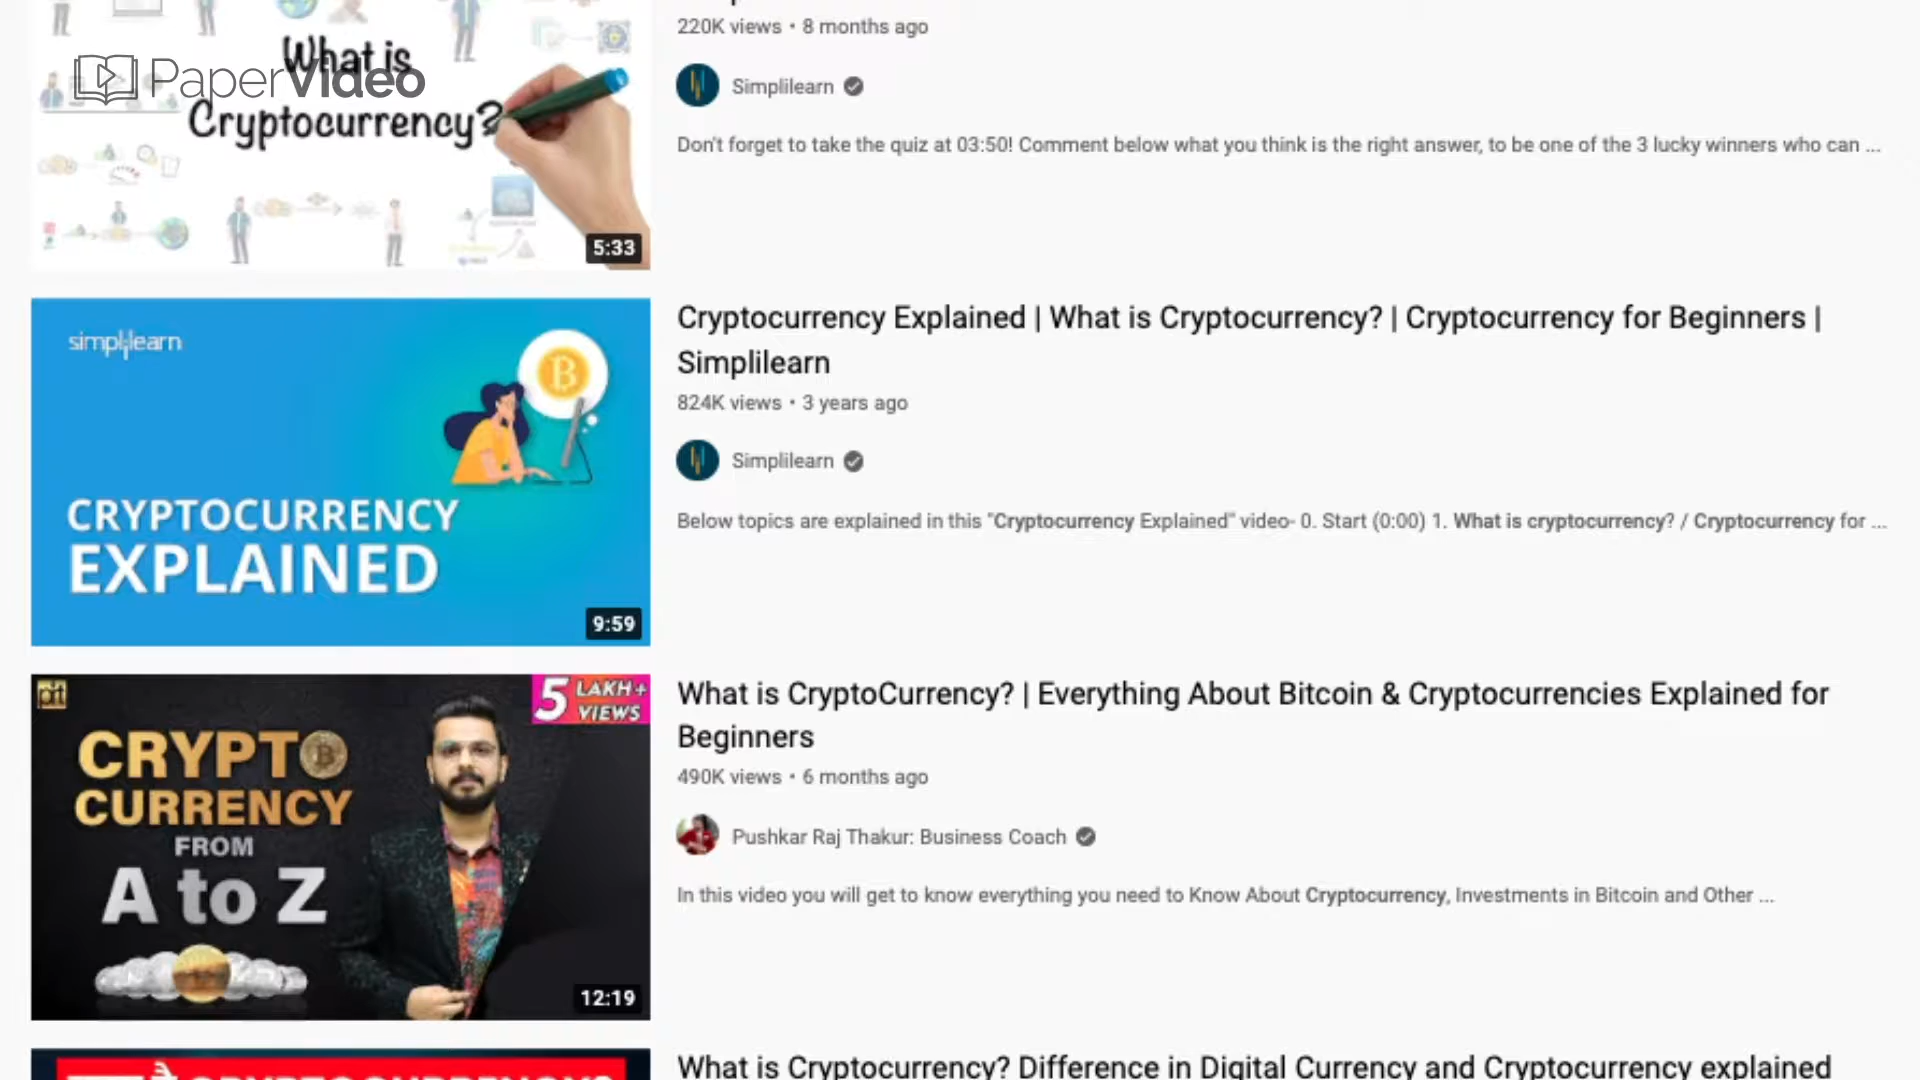 220K views • 8 months ago
PaperVideo
What is
Cryptocurrency?
Simplilearn
Don't forget to take the quiz at 03:50! Comment below what you think is the right answer, to be one of the 3 lucky winners who can ...
5:33
Cryptocurrency Explained | What is Cryptocurrency? | Cryptocurrency for Beginners |
Simplilearn
824K views • 3 years ago
Simplilearn
Below topics are explained in this "Cryptocurrency Explained" video- 0. Start (0:00) 1. What is cryptocurrency? / Cryptocurrency for ...
simplilearn
CRYPTOCURRENCY
EXPLAINED
9:59
What is CryptoCurrency? | Everything About Bitcoin & Cryptocurrencies Explained for
Beginners
490K views • 6 months ago
Pushkar Raj Thakur: Business Coach
In this video you will get to know everything you need to Know About Cryptocurrency, Investments in Bitcoin and Other ...
prt
5 LAKH+
VIEWS
CRYPTO
CURRENCY
FROM
A to Z
12:19
What is Cryptocurrency? Difference in Digital Currency and Cryptocurrency explained